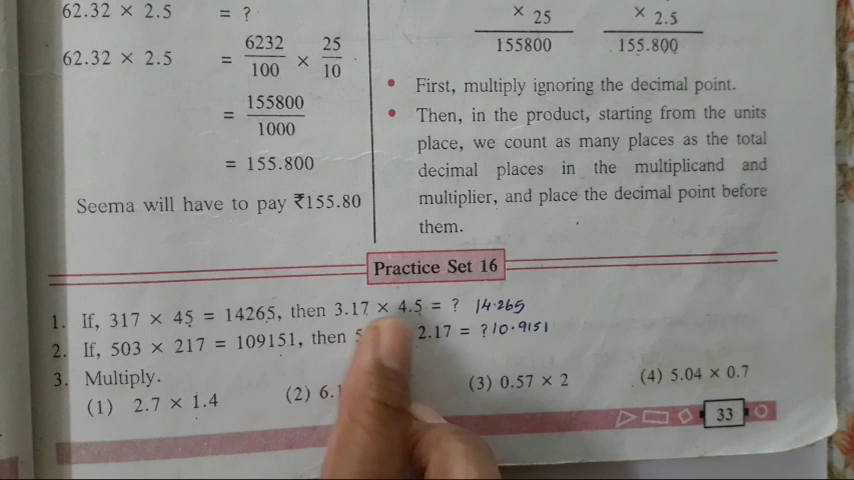 62.32 × 2.5 = ?
62.32 × 2.5 = 6232/100 × 25/10
= 155800/1000
= 155.800
Seema will have to pay ₹155.80
× 25
155800
× 2.5
155.800
• First, multiply ignoring the decimal point.
• Then, in the product, starting from the units
place, we count as many places as the total
decimal places in the multiplicand and
multiplier, and place the decimal point before
them.
Practice Set 16
1. If, 317 × 45 = 14265, then 3.17 × 4.5 = ? 14.265
2. If, 503 × 217 = 109151, then 2.17 = ? 10.9151
3. Multiply.
(1) 2.7 × 1.4 (2) 6. (3) 0.57 × 2 (4) 5.04 × 0.7
33